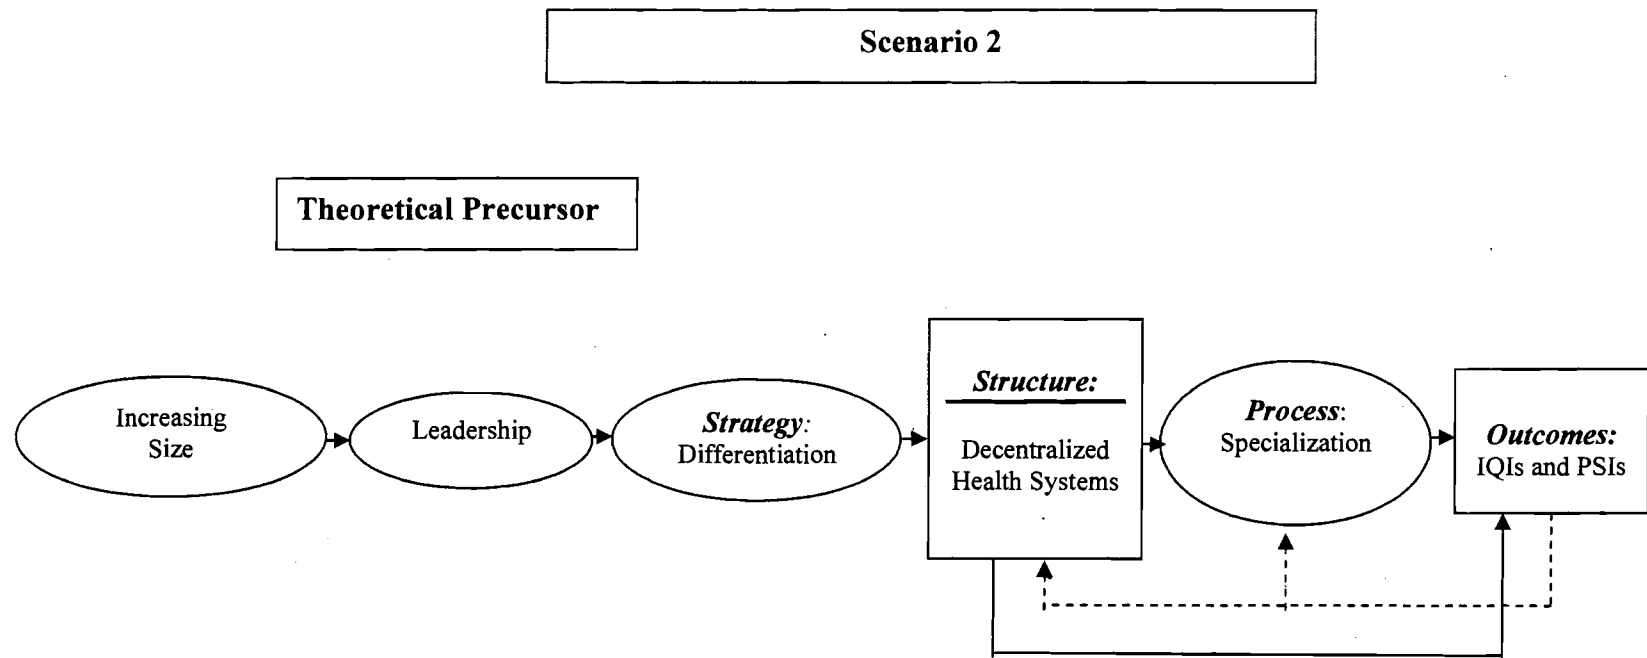 Scenario 2
Theoretical Precursor
Increasing
Size
Leadership
Strategy:
Differentiation
Structure:
Decentralized
Health Systems
Process:
Specialization
Outcomes:
IQIs and PSIs